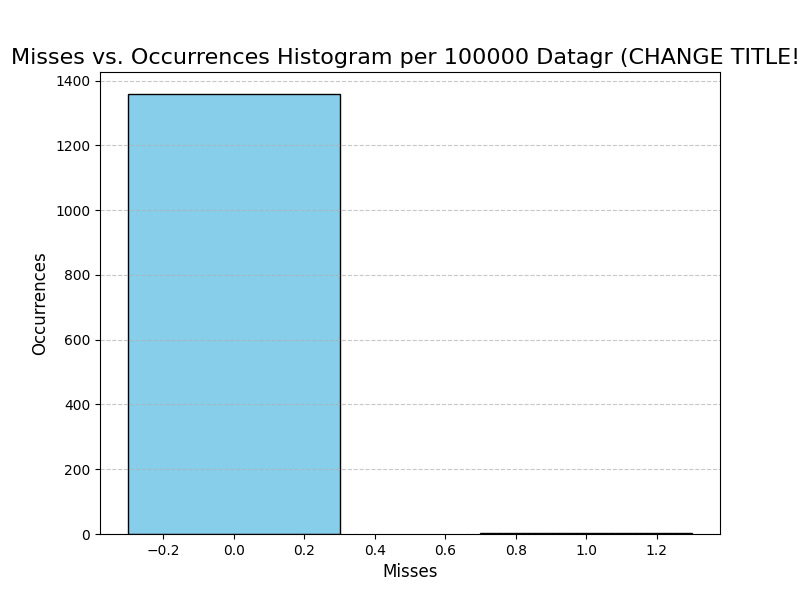 Misses vs. Occurrences Histogram per 100000 Datagr (CHANGE TITLE!
1400
1200
1000
800
600
400
200
0
Occurrences
−0.2 0.0 0.2 0.4 0.6 0.8 1.0 1.2
Misses